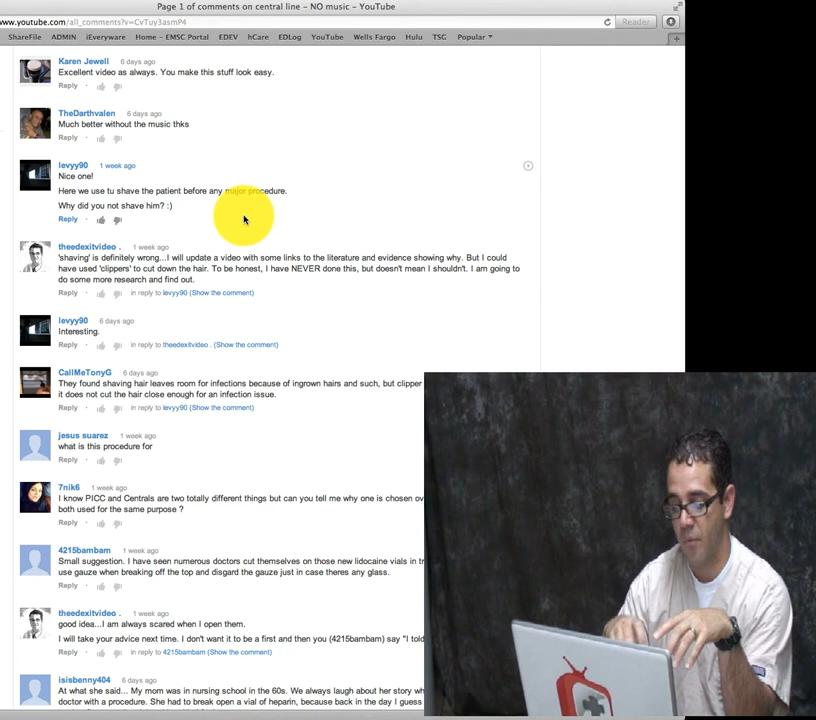 Page 1 of comments on central line – NO music – YouTube
www.youtube.com/all_comments?v=CvTuy3asmP4
Reader
ShareFile ADMIN iEveryware Home - EMSC Portal EDEV hCare EDLog YouTube Wells Fargo Hulu TSG Popular
Karen Jewell 6 days ago
Excellent video as always. You make this stuff look easy.
Reply
TheDarthvalen 6 days ago
Much better without the music thks
Reply
levyy90 1 week ago
Nice one!
Here we use tu shave the patient before any major procedure.
Why did you not shave him? :)
Reply
theedexitvideo . 1 week ago
'shaving' is definitely wrong...I will update a video with some links to the literature and evidence showing why. But I could
have used 'clippers' to cut down the hair. To be honest, I have NEVER done this, but doesn't mean I shouldn't. I am going to
do some more research and find out.
Reply in reply to levyy90 (Show the comment)
levyy90 6 days ago
Interesting.
Reply in reply to theedexitvideo . (Show the comment)
CallMeTonyG 6 days ago
They found shaving hair leaves room for infections because of ingrown hairs and such, but clipper
it does not cut the hair close enough for an infection issue.
Reply in reply to levyy90 (Show the comment)
jesus suarez 1 week ago
what is this procedure for
Reply
7nik6 1 week ago
I know PICC and Centrals are two totally different things but can you tell me why one is chosen ov
both used for the same purpose ?
Reply
4215bambam 1 week ago
Small suggestion. I have seen numerous doctors cut themselves on those new lidocaine vials in tr
use gauze when breaking off the top and disgard the gauze just in case theres any glass.
Reply
theedexitvideo . 1 week ago
good idea...I am always scared when I open them.
I will take your advice next time. I don't want it to be a first and then you (4215bambam) say "I told
Reply in reply to 4215bambam (Show the comment)
isisbenny404 6 days ago
At what she said... My mom was in nursing school in the 60s. We always laugh about her story wh
doctor with a procedure. She had to break open a vial of heparin, because back in the day I guess